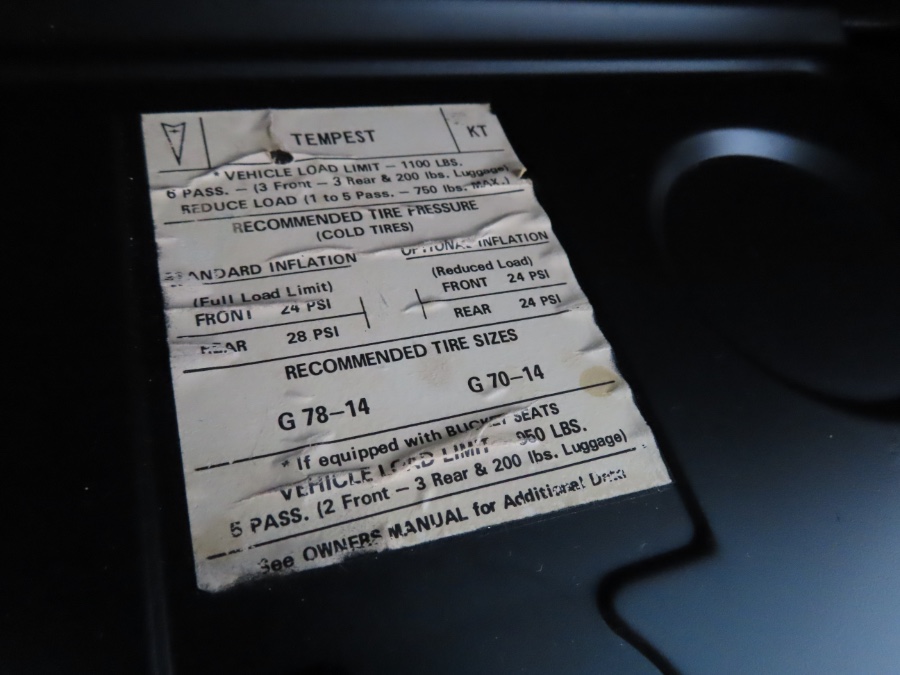 TEMPEST
KT
* VEHICLE LOAD LIMIT – 1100 LBS.
6 PASS. – (3 Front – 3 Rear & 200 lbs. Luggage)
REDUCE LOAD (1 to 5 Pass. – 750 lbs. MAX.)
RECOMMENDED TIRE PRESSURE
(COLD TIRES)
STANDARD INFLATION
(Full Load Limit)
FRONT 24 PSI
REAR 28 PSI
OPTIONAL INFLATION
(Reduced Load)
FRONT 24 PSI
REAR 24 PSI
RECOMMENDED TIRE SIZES
G 78–14 G 70–14
* If equipped with BUCKET SEATS
VEHICLE LOAD LIMIT – 950 LBS.
5 PASS. (2 Front – 3 Rear & 200 lbs. Luggage)
See OWNERS MANUAL for Additional Data